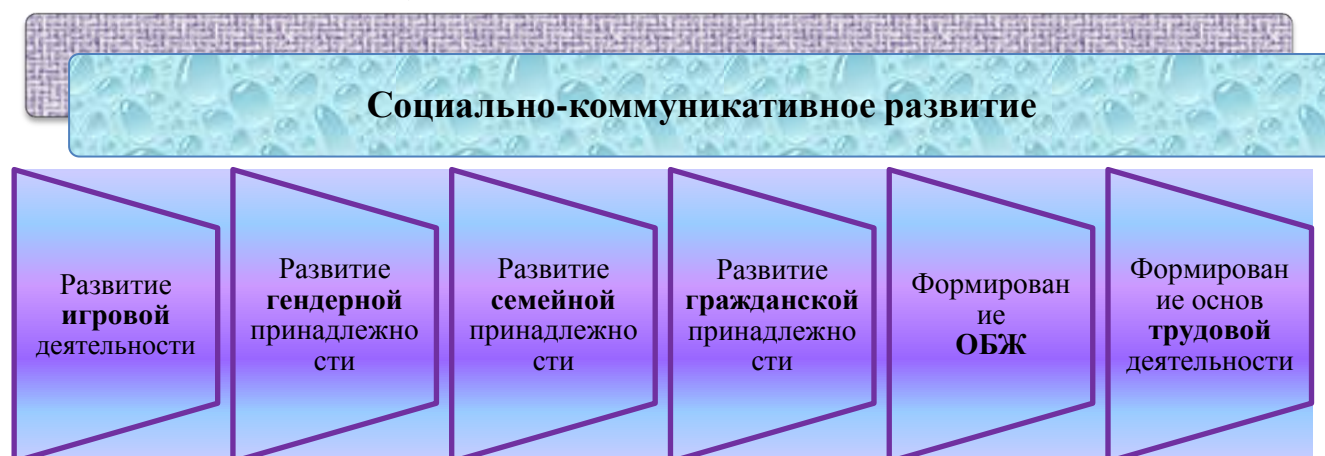 Социально-коммуникативное развитие
Развитие
игровой
деятельности
Развитие
гендерной
принадлежно
сти
Развитие
семейной
принадлежно
сти
Развитие
гражданской
принадлежно
сти
Формирован
ие
ОБЖ
Формирован
ие основ
трудовой
деятельности